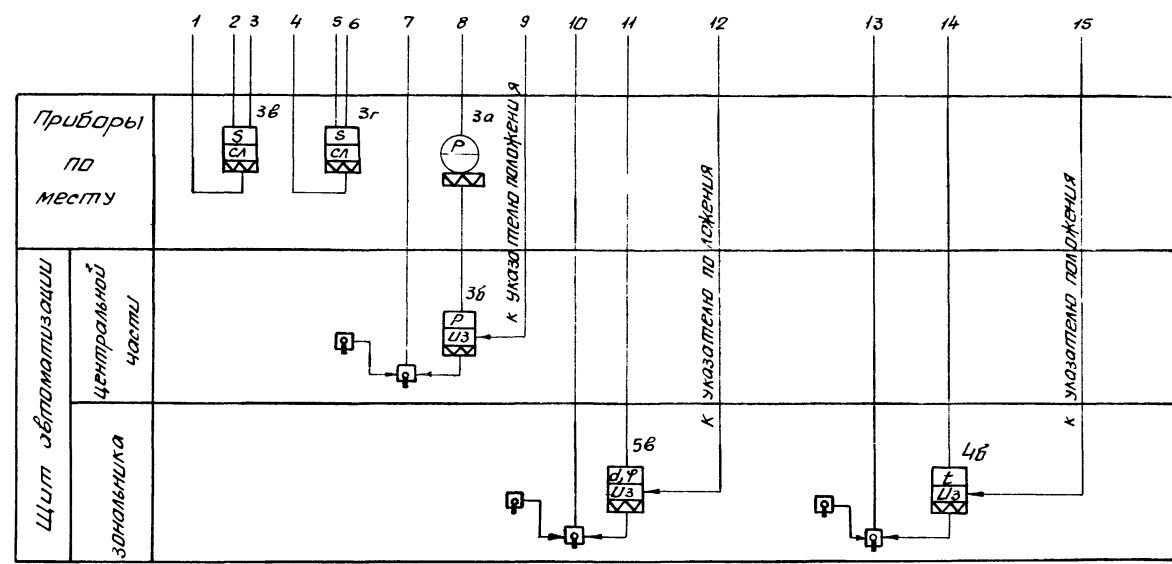 1 2 3 4 5 6 7 8 9 10 11 12 13 14 15
Приборы
по
месту
3в
S
СЛ
3г
S
СЛ
3а
P
к указателю положения
к указателю положения
к указателю положения
Щит автоматизации
центральной
части
3б
P
ИЗ
зональника
5в
d,φ
ИЗ
4б
t
ИЗ